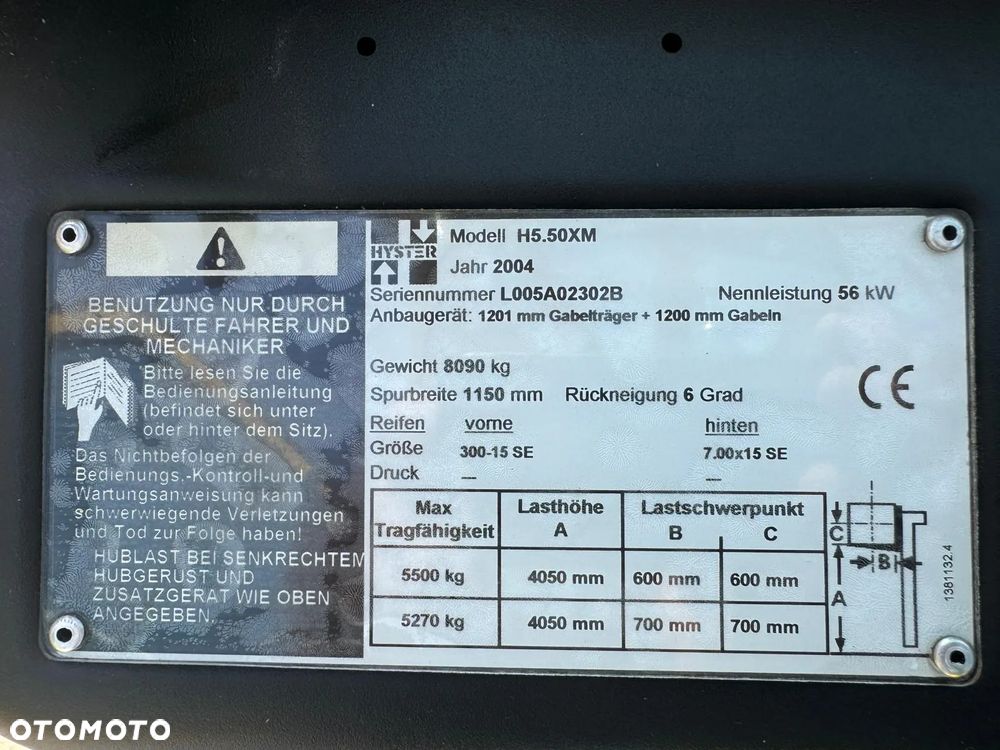 BENUTZUNG NUR DURCH
GESCHULTE FAHRER UND
MECHANIKER
Bitte lesen Sie die
Bedienungsanleitung
(befindet sich unter
oder hinter dem Sitz).
Das Nichtbefolgen der
Bedienungs.-Kontroll-und
Wartungsanweisung kann
schwerwiegende Verletzungen
und Tod zur Folge haben!
HUBLAST BEI SENKRECHTEM
HUBGERUST UND
ZUSATZGERAT WIE OBEN
ANGEGEBEN.
HYSTER
Modell H5.50XM
Jahr 2004
Seriennummer L005A02302B Nennleistung 56 kW
Anbaugerät: 1201 mm Gabelträger + 1200 mm Gabeln
Gewicht 8090 kg
Spurbreite 1150 mm Rückneigung 6 Grad
CE
Reifen vorne hinten
Größe 300-15 SE 7.00x15 SE
Druck — —
Max Lasthöhe Lastschwerpunkt
Tragfähigkeit A B C
5500 kg 4050 mm 600 mm 600 mm
5270 kg 4050 mm 700 mm 700 mm
C
B
A
1381132.4
OTOMOTO